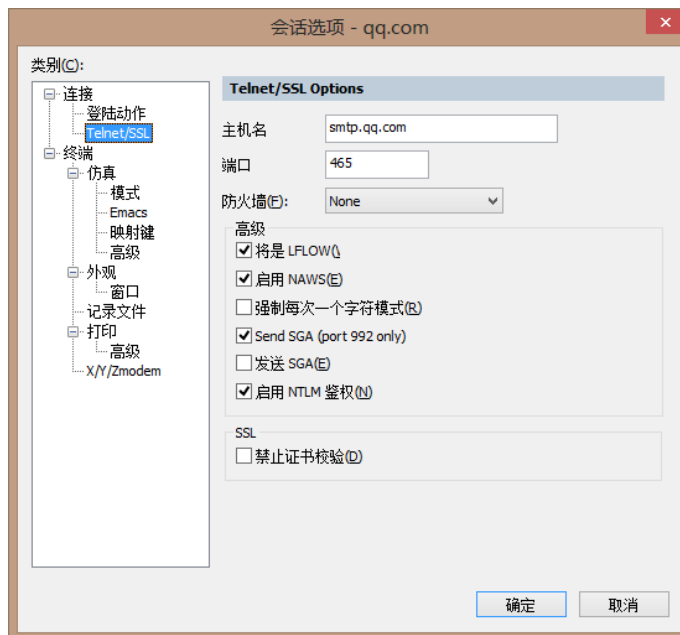 会话选项 - qq.com
类别(C):
连接
登陆动作
Telnet/SSL
终端
仿真
模式
Emacs
映射键
高级
外观
窗口
记录文件
打印
高级
X/Y/Zmodem
Telnet/SSL Options
主机名
smtp.qq.com
端口
465
防火墙(F):
None
高级
将是 LFLOW(\
启用 NAWS(E)
强制每次一个字符模式(R)
Send SGA (port 992 only)
发送 SGA(E)
启用 NTLM 鉴权(N)
SSL
禁止证书校验(D)
确定
取消